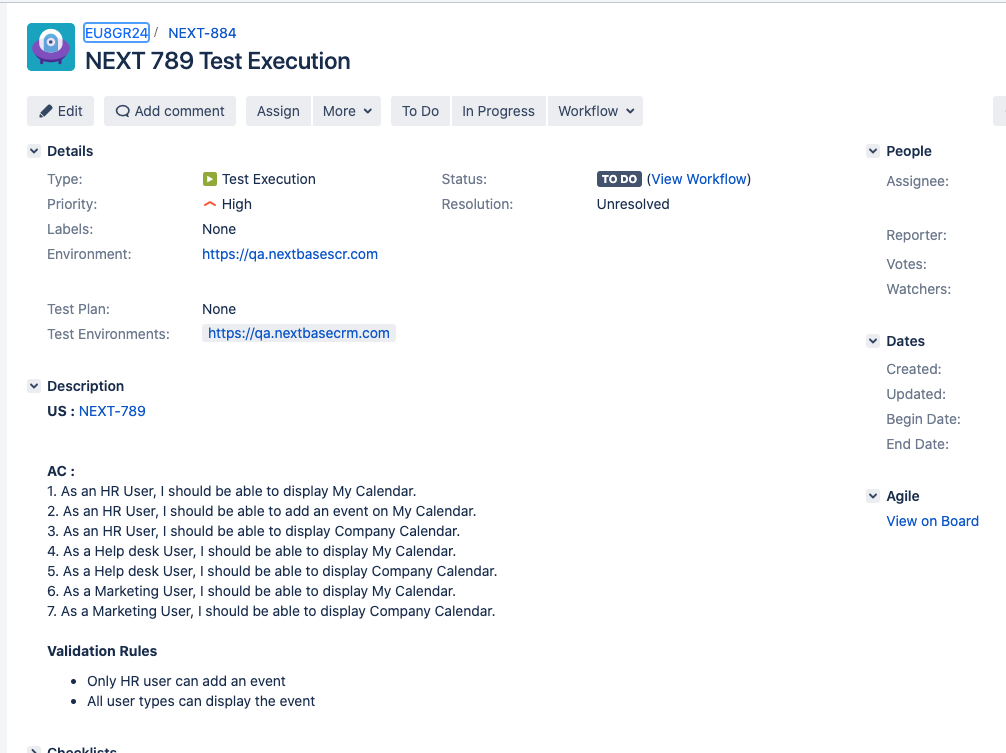 EU8GR24 / NEXT-884
NEXT 789 Test Execution
Edit Add comment Assign More To Do In Progress Workflow
Details
Type: Test Execution
Status: TO DO (View Workflow)
Priority: High
Resolution: Unresolved
Labels: None
Environment: https://qa.nextbasescr.com
Test Plan: None
Test Environments: https://qa.nextbasecrm.com
Description
US : NEXT-789
AC :
1. As an HR User, I should be able to display My Calendar.
2. As an HR User, I should be able to add an event on My Calendar.
3. As an HR User, I should be able to display Company Calendar.
4. As a Help desk User, I should be able to display My Calendar.
5. As a Help desk User, I should be able to display Company Calendar.
6. As a Marketing User, I should be able to display My Calendar.
7. As a Marketing User, I should be able to display Company Calendar.
Validation Rules
• Only HR user can add an event
• All user types can display the event
Checklists
People
Assignee:
Reporter:
Votes:
Watchers:
Dates
Created:
Updated:
Begin Date:
End Date:
Agile
View on Board